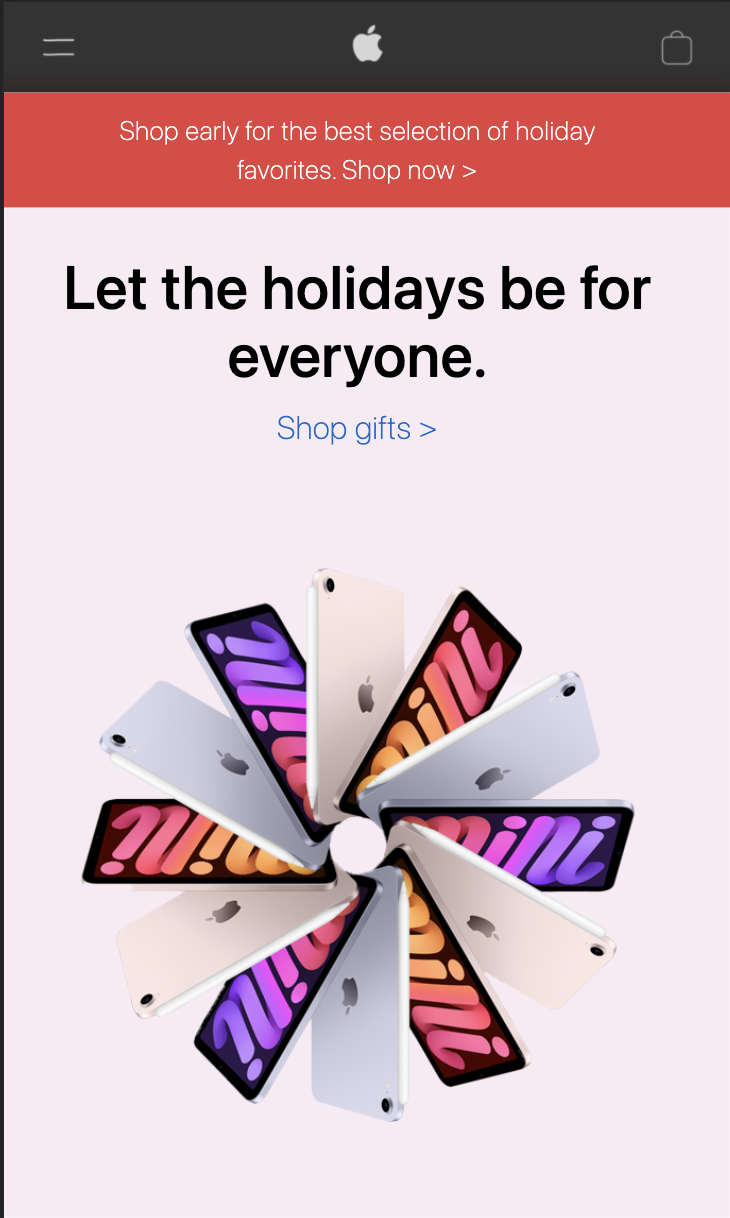 Shop early for the best selection of holiday
favorites. Shop now >
Let the holidays be for
everyone.
Shop gifts >